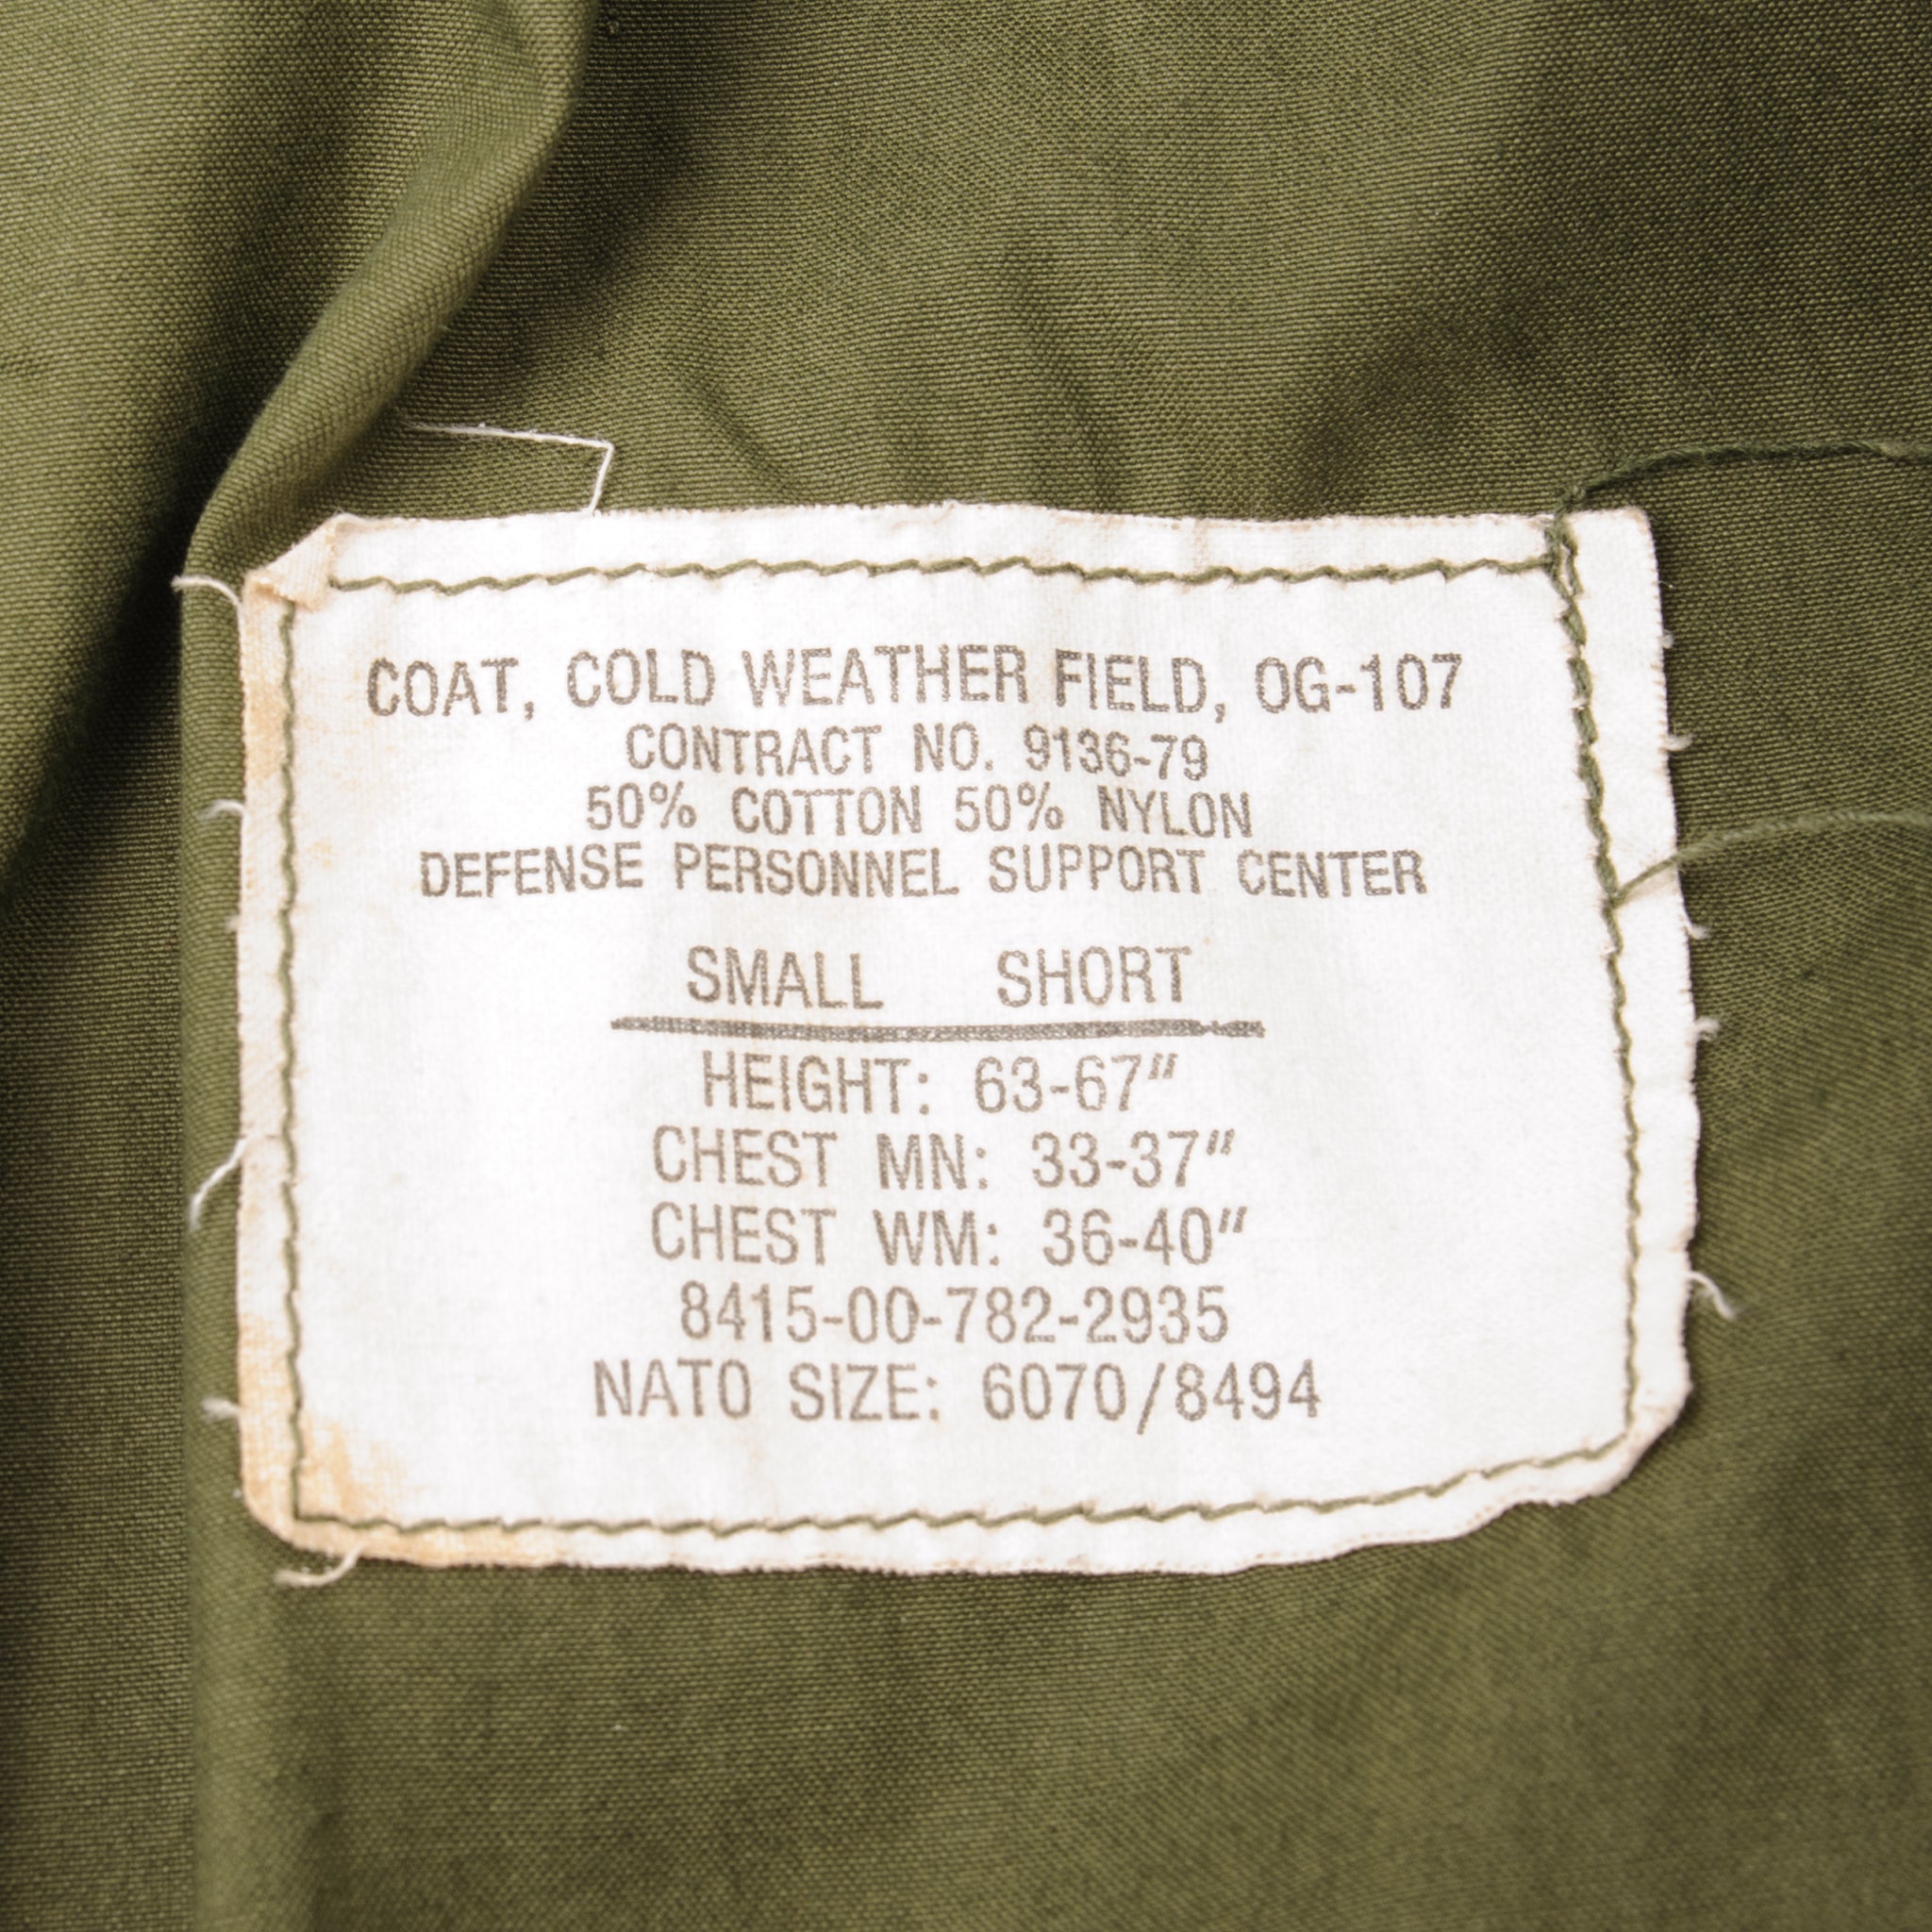 COAT, COLD WEATHER FIELD, OG-107
CONTRACT NO. 9136-79
50% COTTON 50% NYLON
DEFENSE PERSONNEL SUPPORT CENTER
SMALL SHORT
HEIGHT: 63-67"
CHEST MN: 33-37"
CHEST WM: 36-40"
8415-00-782-2935
NATO SIZE: 6070/8494